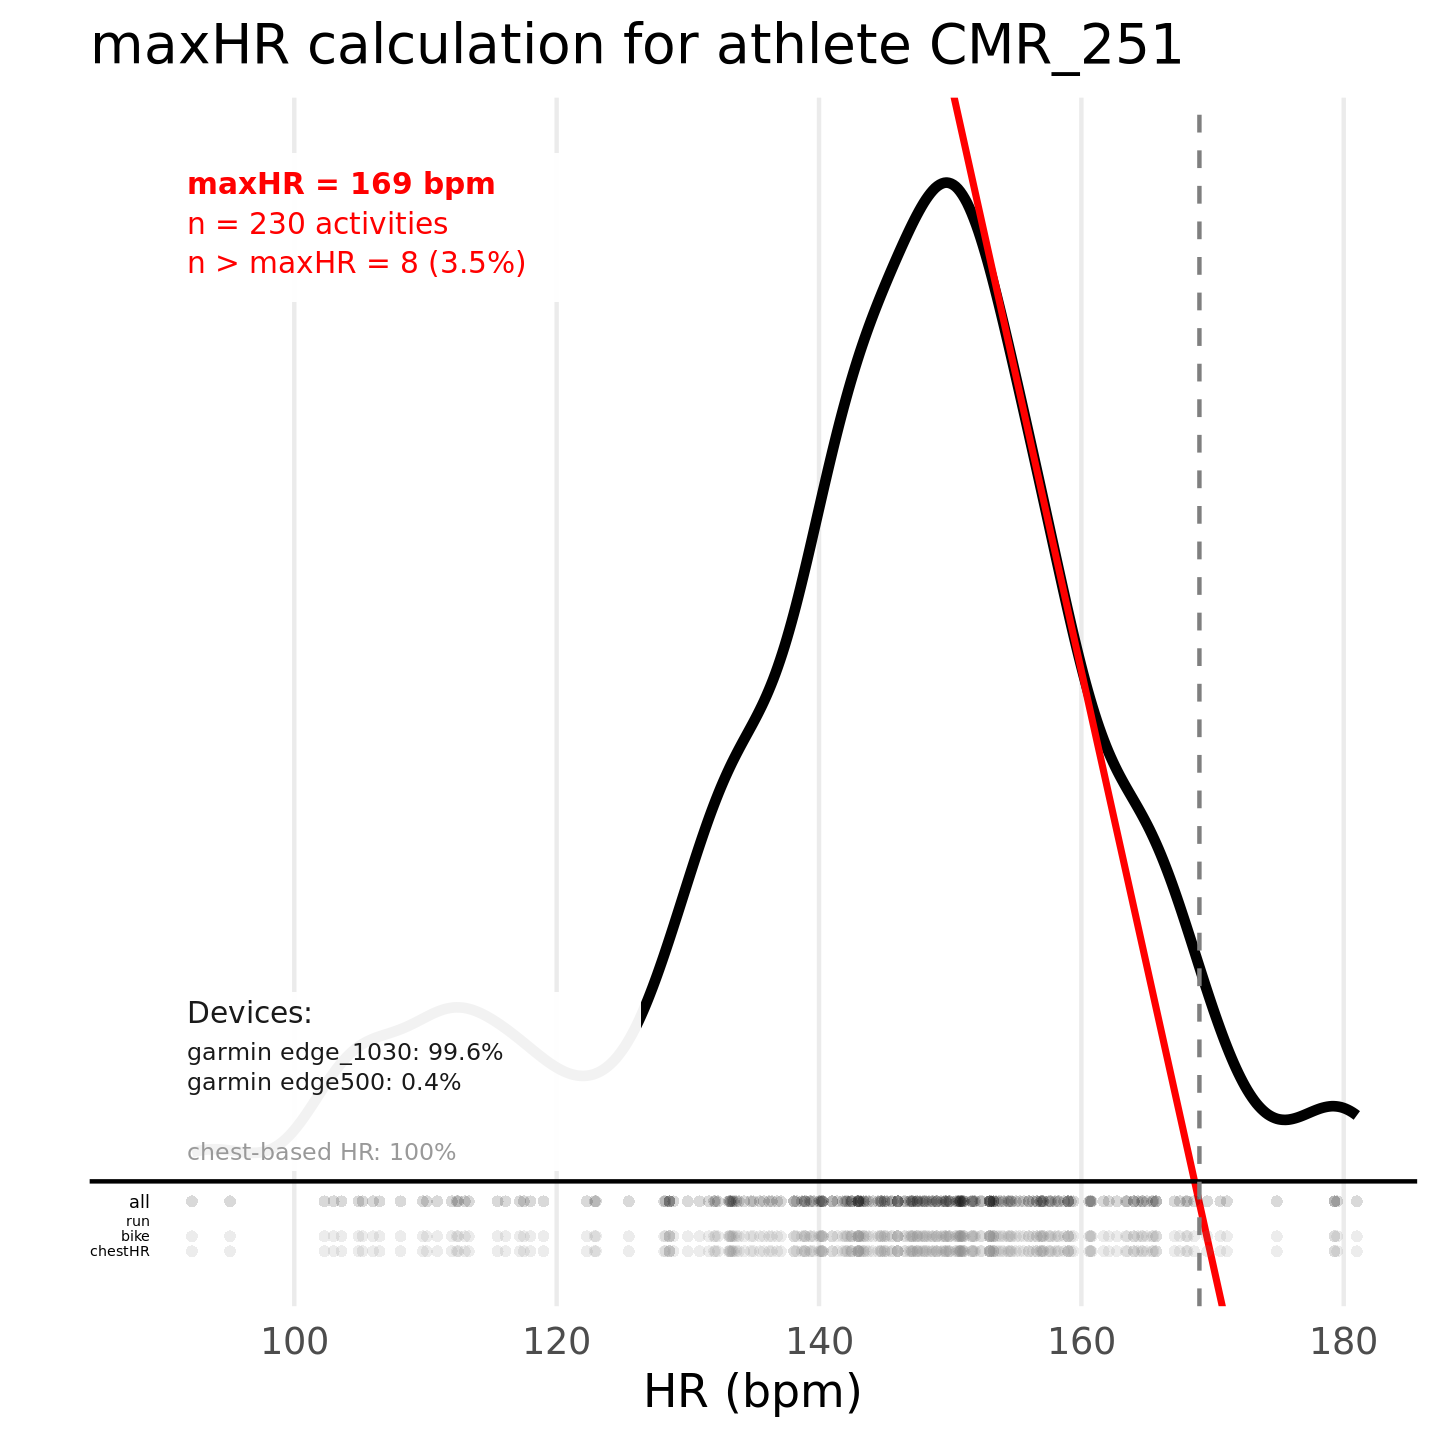 maxHR calculation for athlete CMR_251
maxHR = 169 bpm
n = 230 activities
n > maxHR = 8 (3.5%)
Devices:
garmin edge_1030: 99.6%
garmin edge500: 0.4%
chest-based HR: 100%
all
run
bike
chestHR
100 120 140 160 180
HR (bpm)